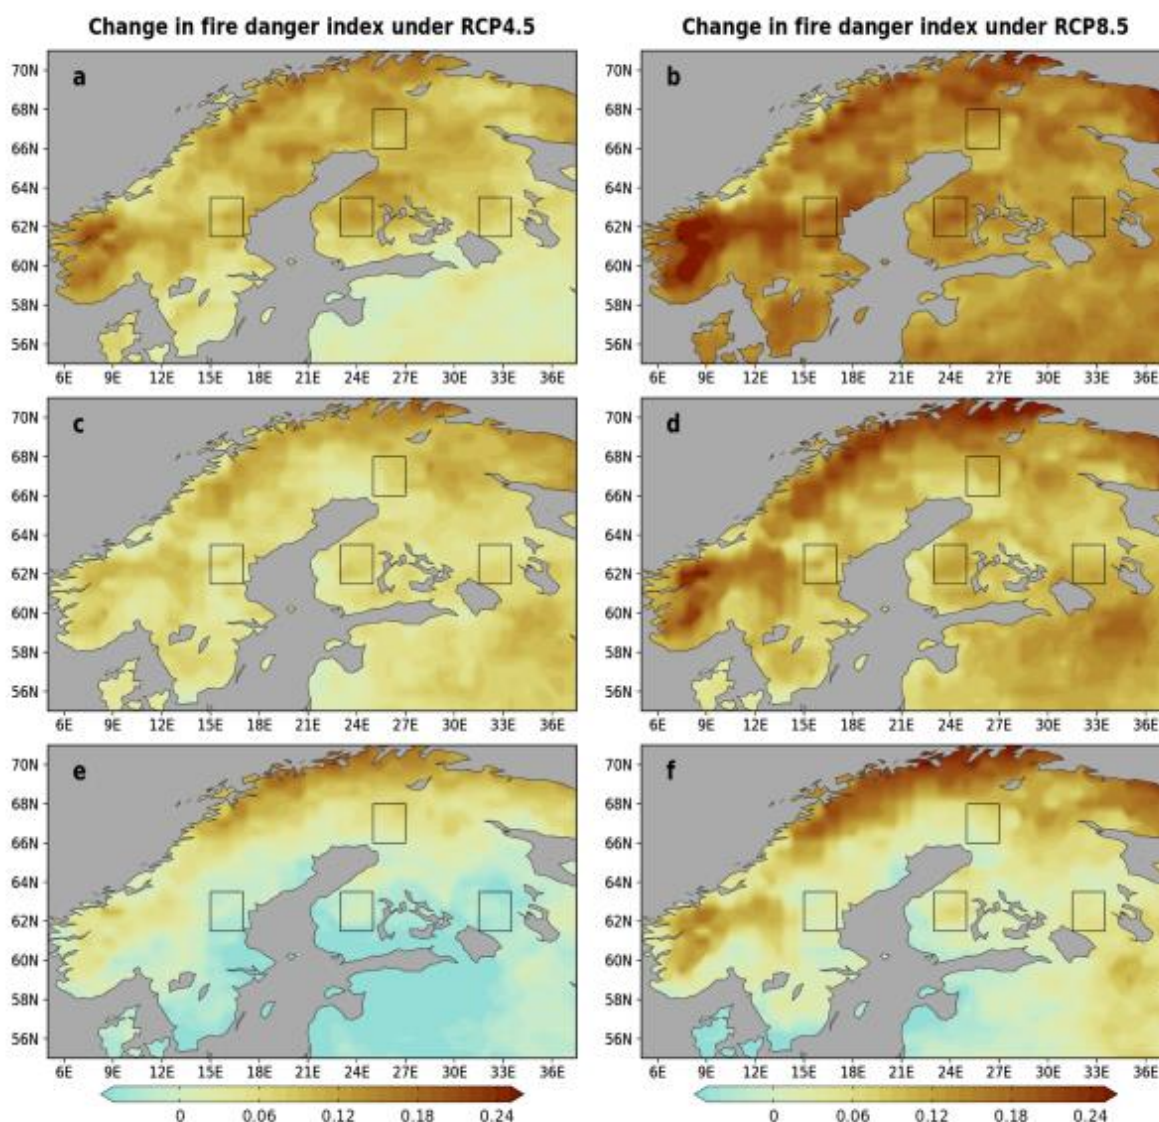 Change in fire danger index under RCP4.5
Change in fire danger index under RCP8.5
a
70N
68N
66N
64N
62N
60N
58N
56N
6E 9E 12E 15E 18E 21E 24E 27E 30E 33E 36E
b
70N
68N
66N
64N
62N
60N
58N
56N
6E 9E 12E 15E 18E 21E 24E 27E 30E 33E 36E
c
70N
68N
66N
64N
62N
60N
58N
56N
6E 9E 12E 15E 18E 21E 24E 27E 30E 33E 36E
d
70N
68N
66N
64N
62N
60N
58N
56N
6E 9E 12E 15E 18E 21E 24E 27E 30E 33E 36E
e
70N
68N
66N
64N
62N
60N
58N
56N
6E 9E 12E 15E 18E 21E 24E 27E 30E 33E 36E
f
70N
68N
66N
64N
62N
60N
58N
56N
6E 9E 12E 15E 18E 21E 24E 27E 30E 33E 36E
0 0.06 0.12 0.18 0.24
0 0.06 0.12 0.18 0.24